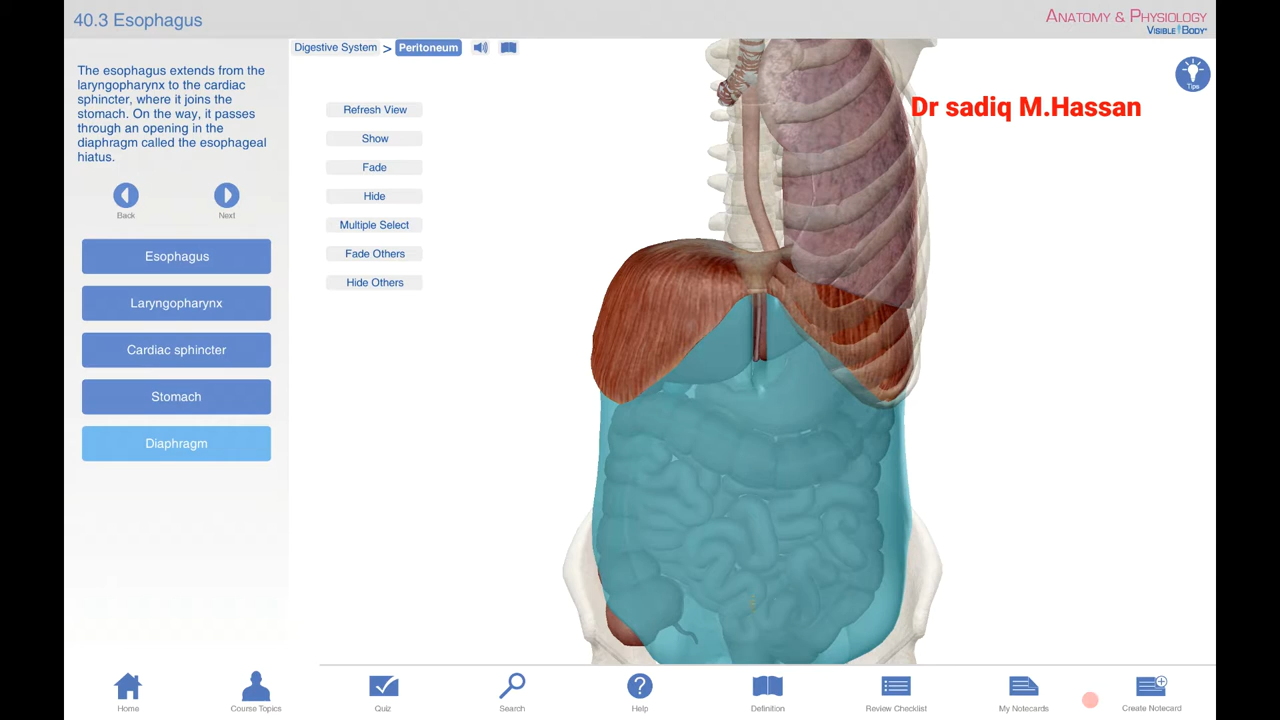 40.3 Esophagus
ANATOMY & PHYSIOLOGY
VISIBLE BODY®
Digestive System > Peritoneum
The esophagus extends from the
laryngopharynx to the cardiac
sphincter, where it joins the
stomach. On the way, it passes
through an opening in the
diaphragm called the esophageal
hiatus.
Back
Next
Esophagus
Laryngopharynx
Cardiac sphincter
Stomach
Diaphragm
Refresh View
Show
Fade
Hide
Multiple Select
Fade Others
Hide Others
Tips
Dr sadiq M.Hassan
Home
Course Topics
Quiz
Search
Help
Definition
Review Checklist
My Notecards
Create Notecard